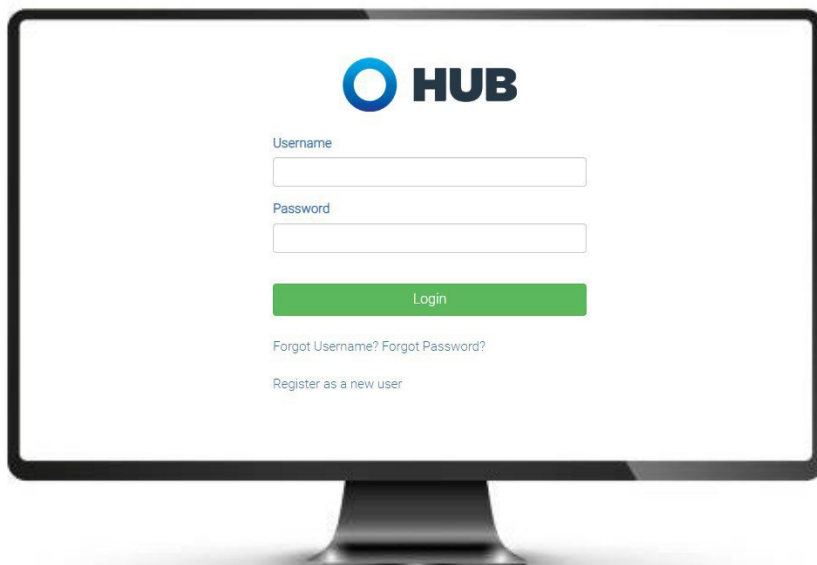 HUB
Username
Password
Login
Forgot Username? Forgot Password?
Register as a new user